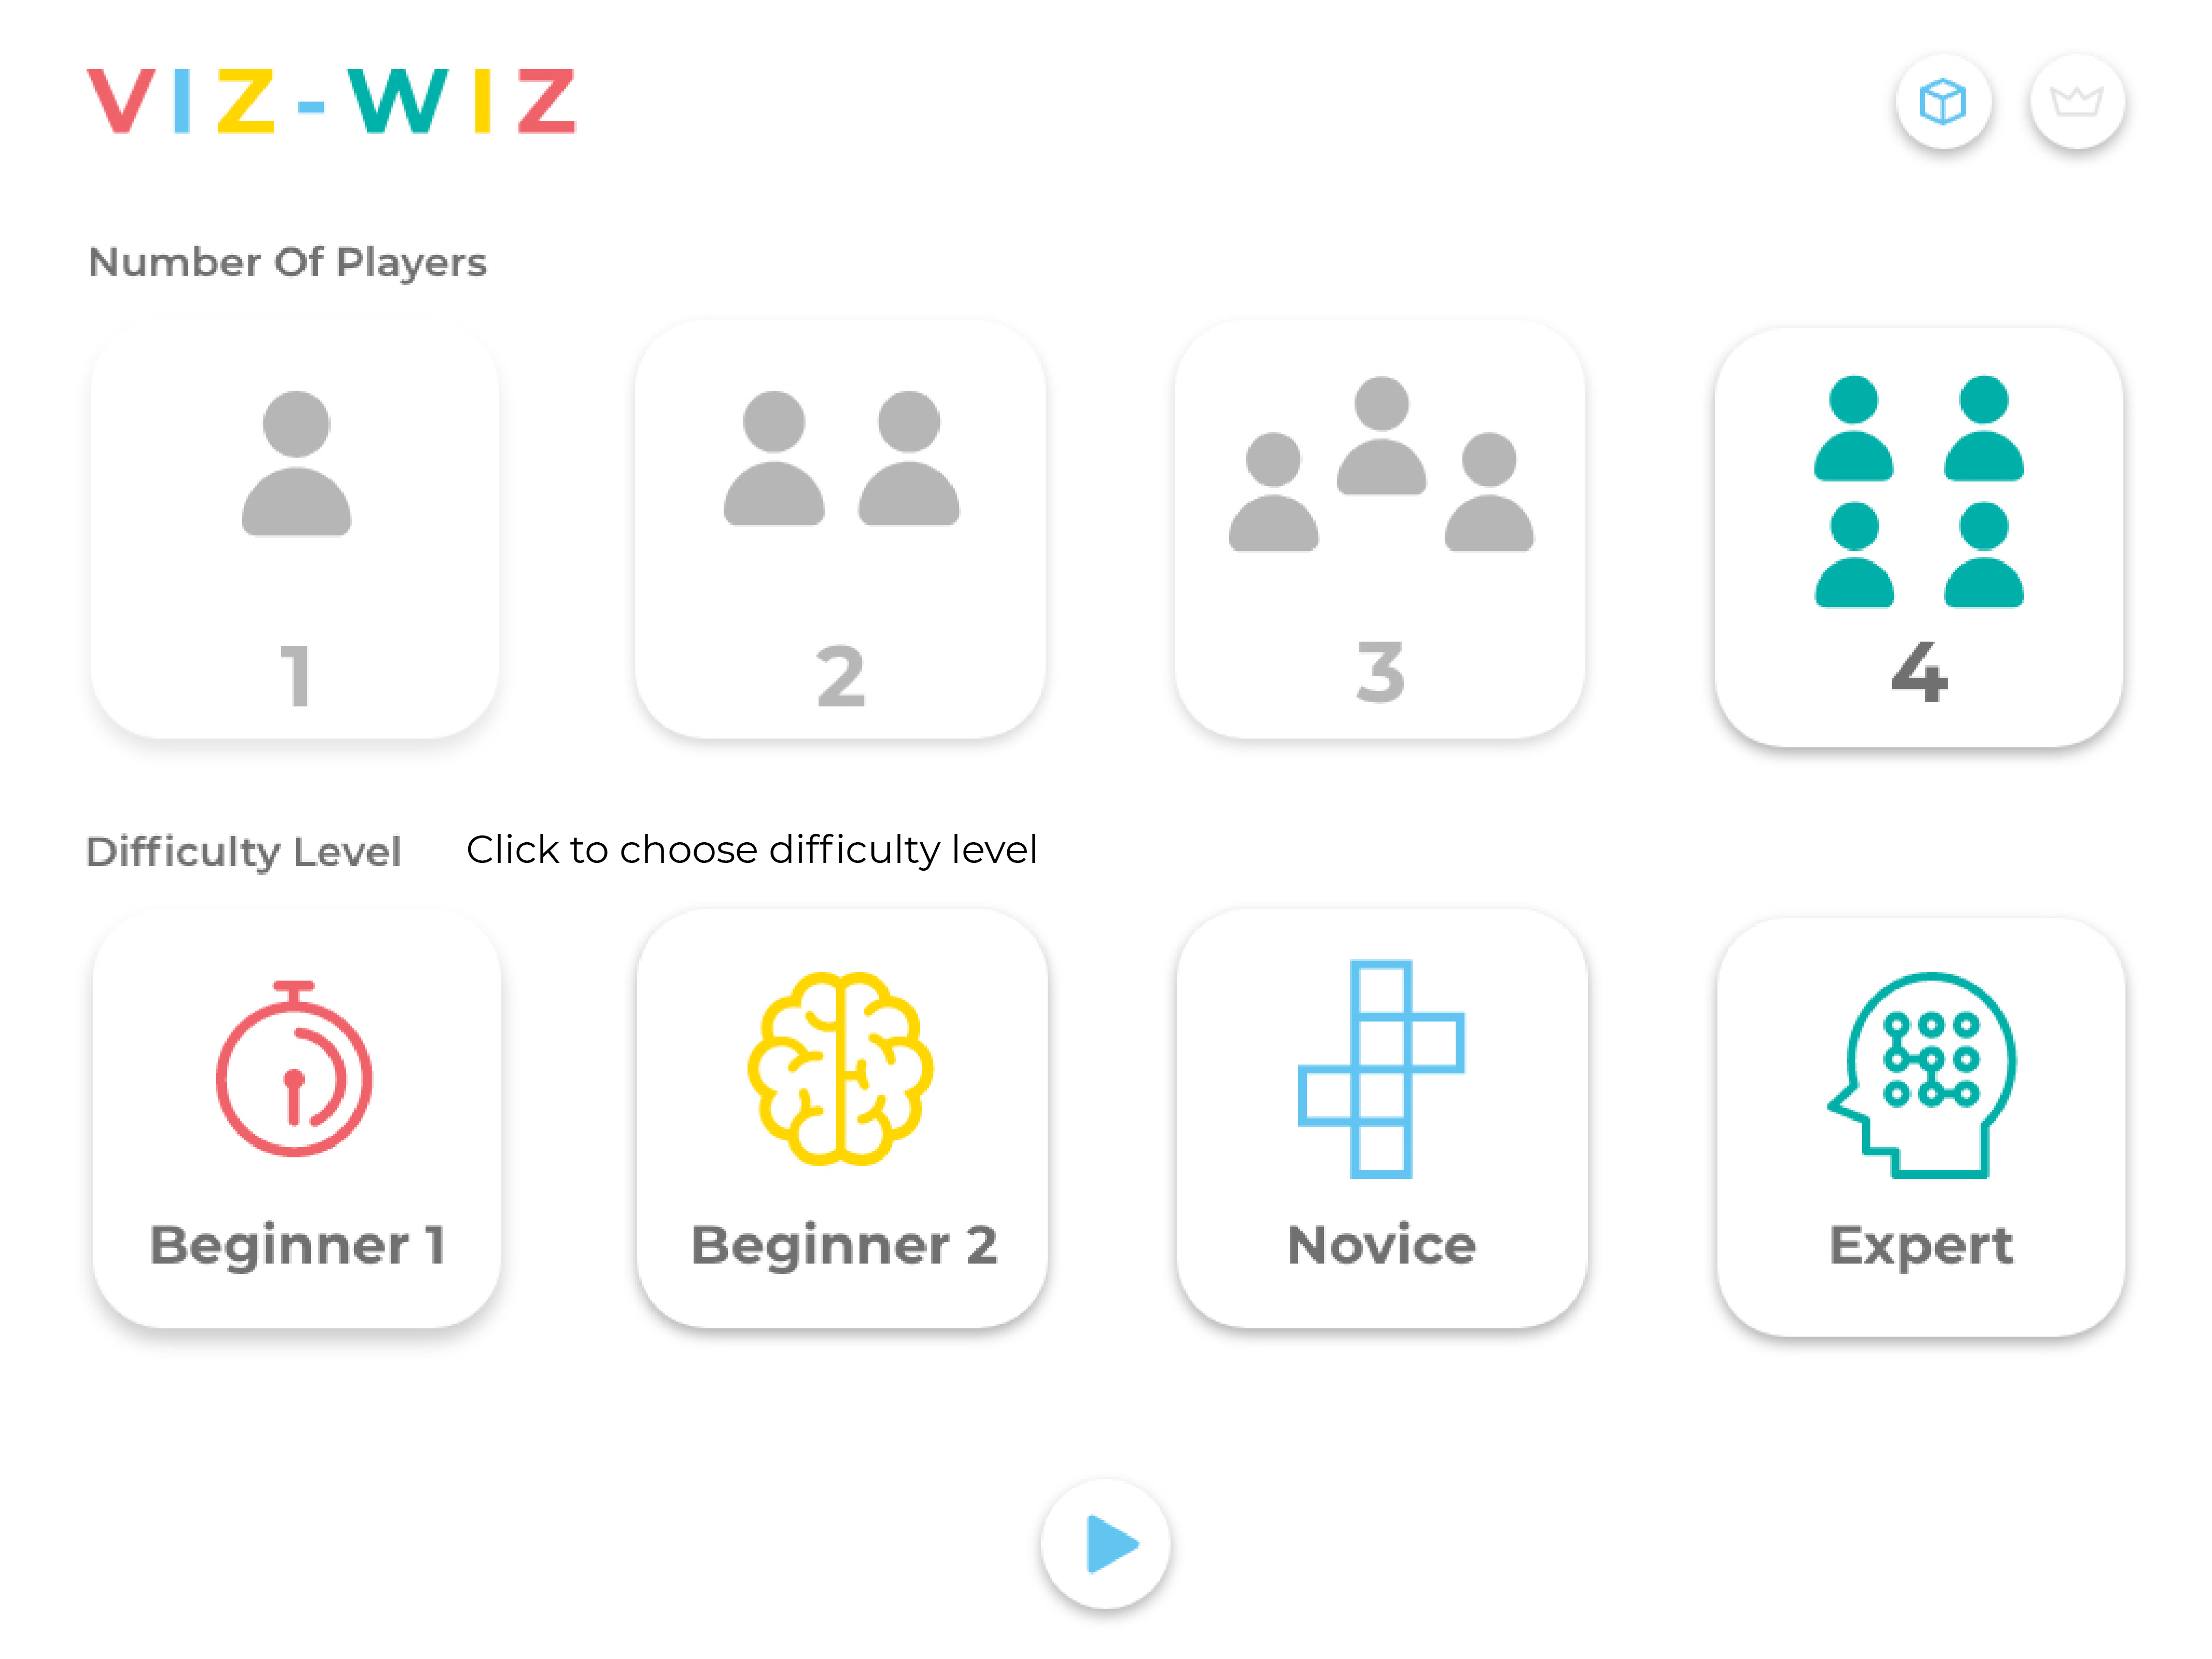 VIZ-WIZ
Number Of Players
1 2 3 4
Difficulty Level Click to choose difficulty level
Beginner 1 Beginner 2 Novice Expert